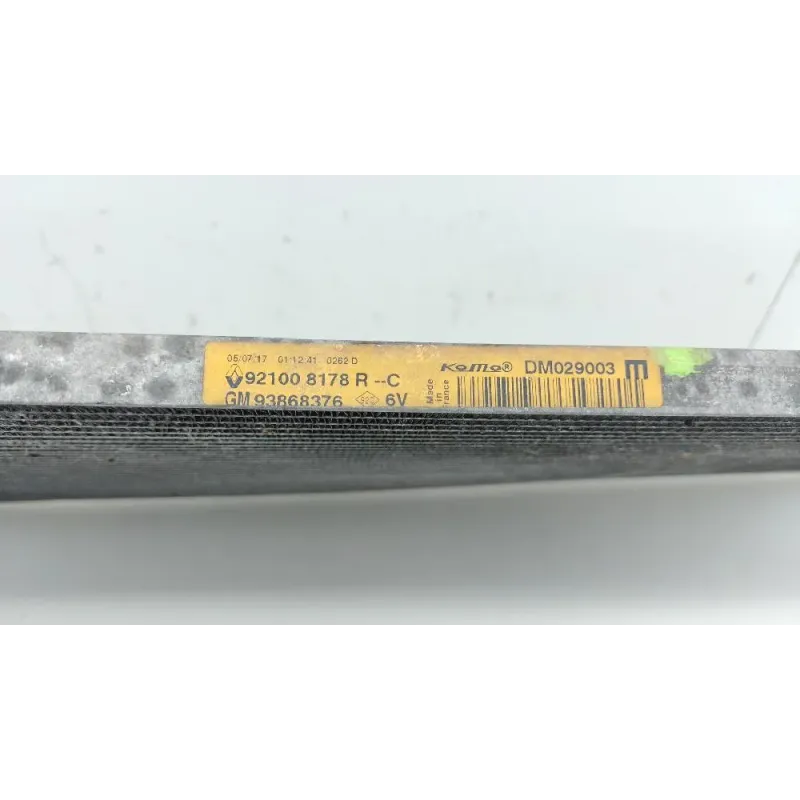 05/07/17 01:12:41 0262 D
92100 8178 R --C
GM 93868376 6V
Made in France
KoMo® DM029003 E